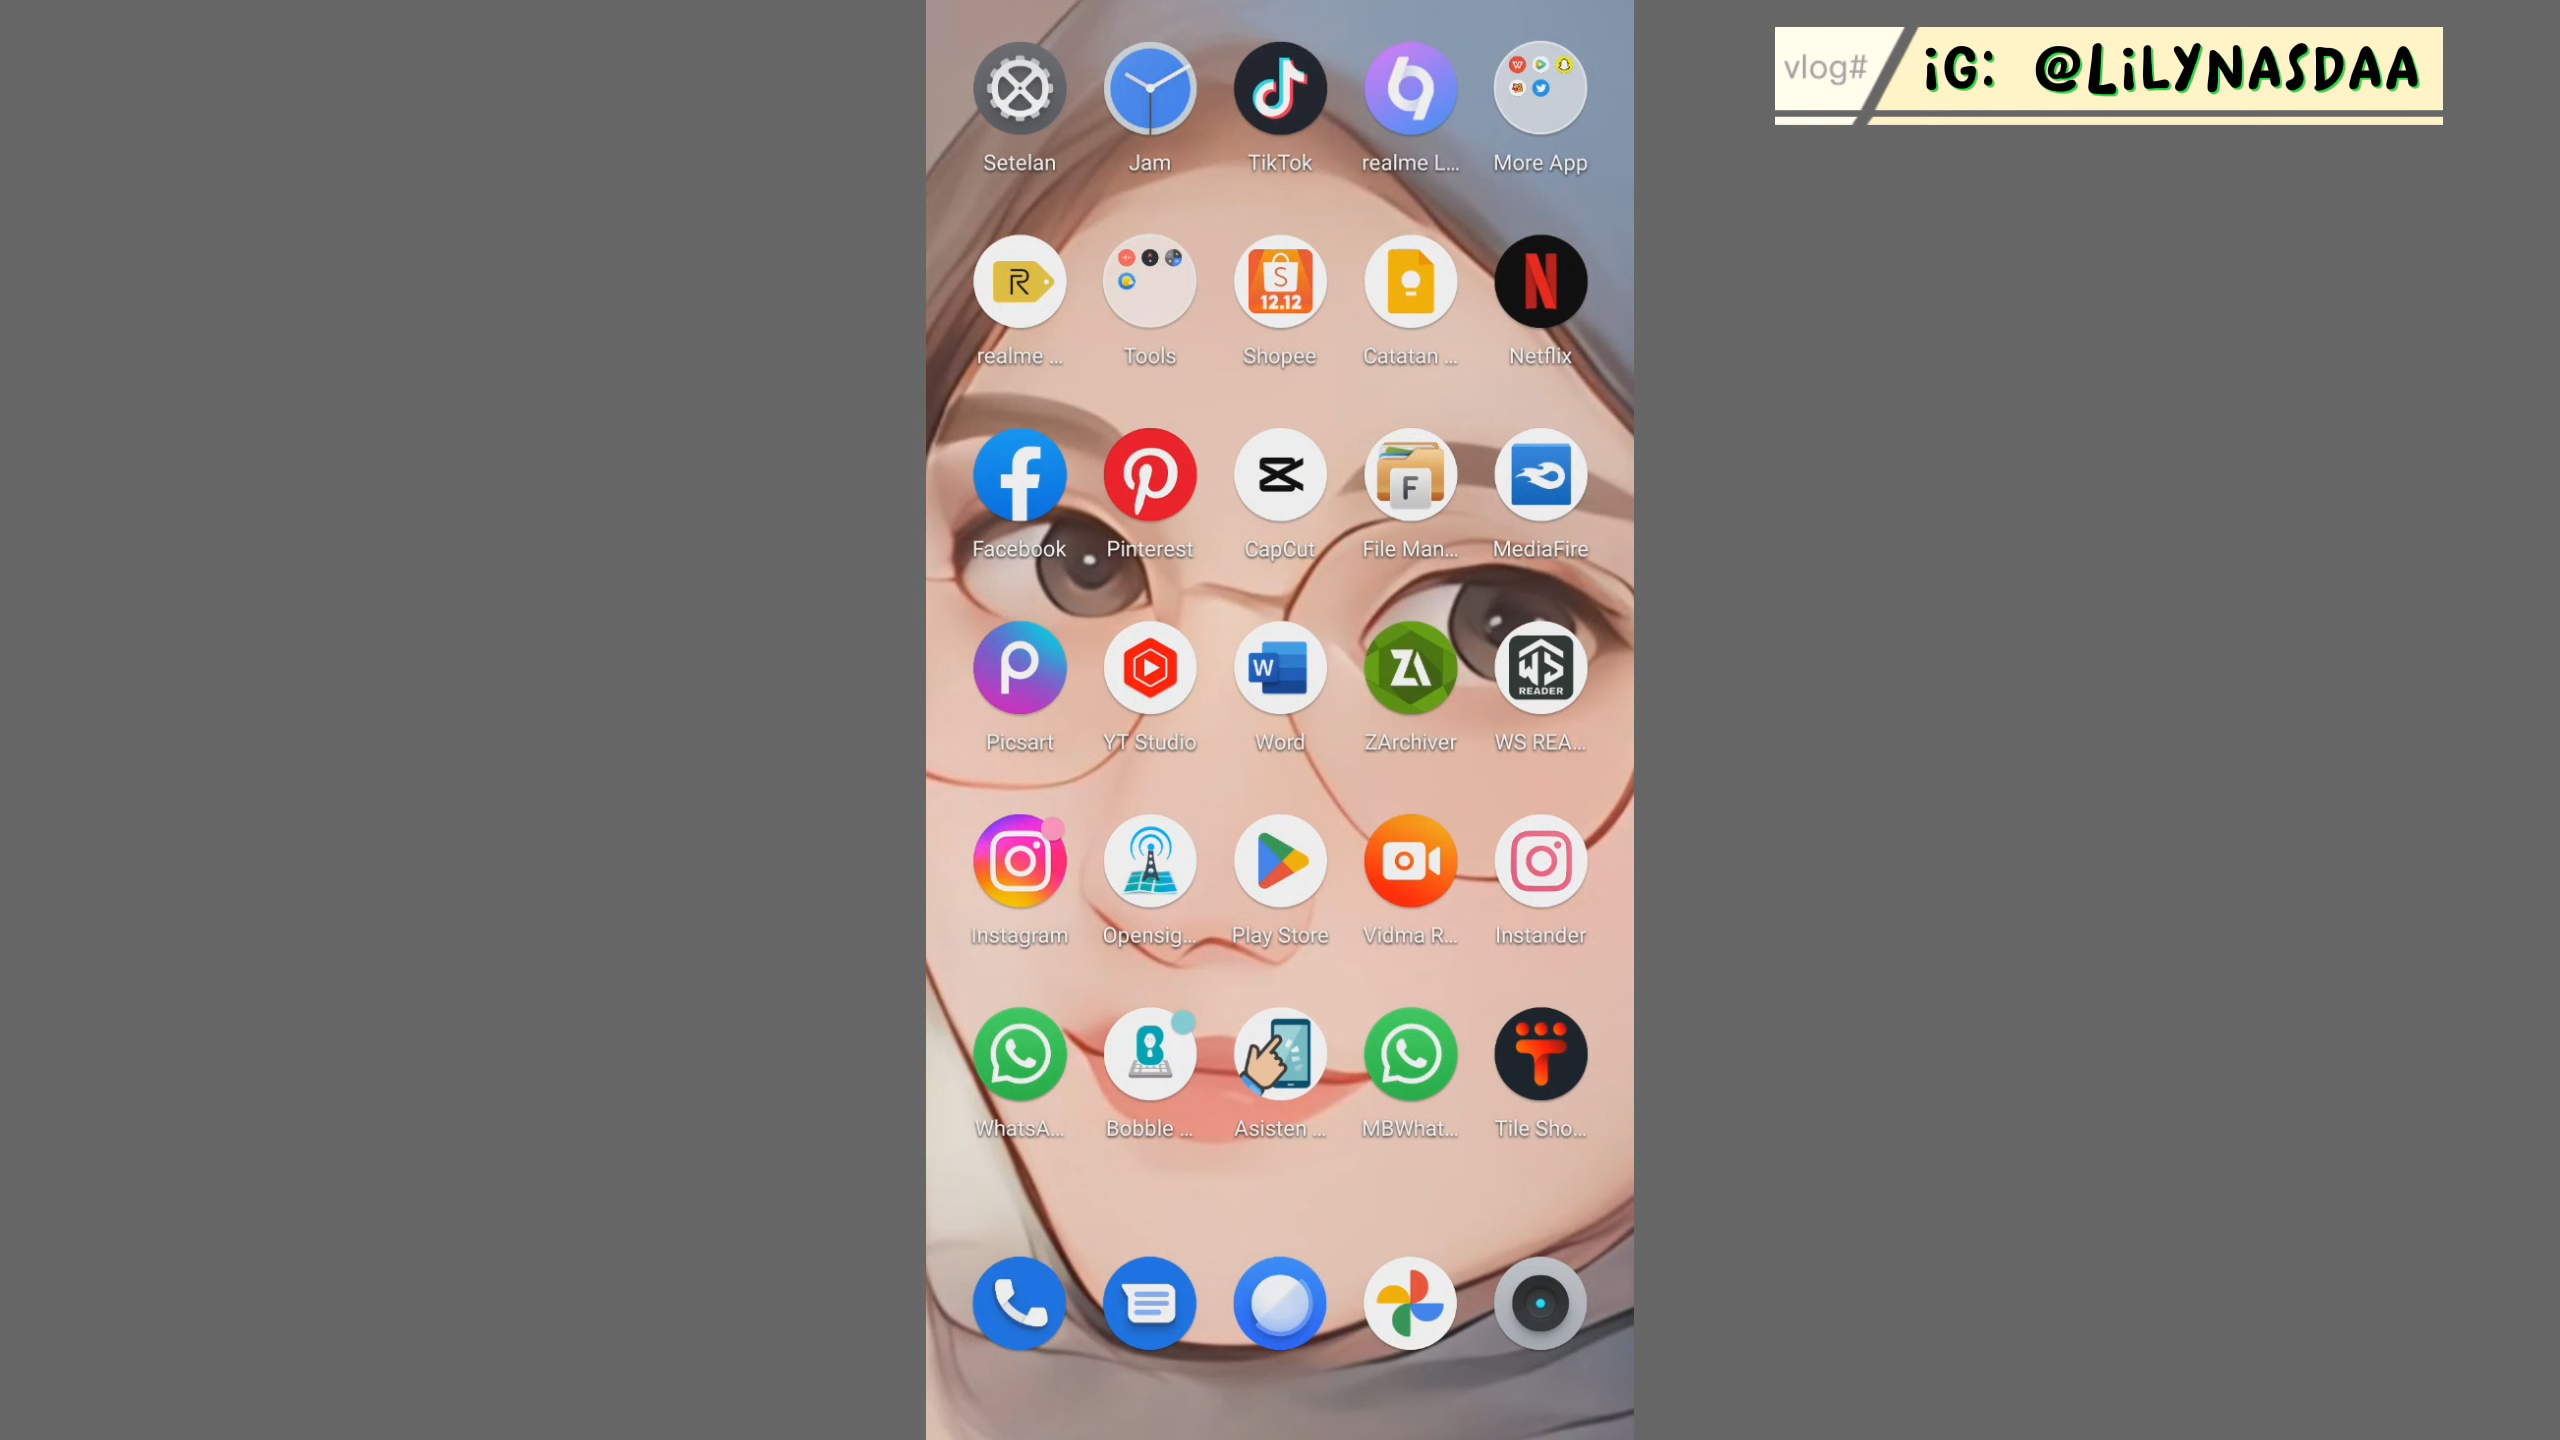 vlog# iG: @LiLYNASDAA
Setelan Jam TikTok realme L... More App
R S 12.12 N
realme ... Tools Shopee Catatan ... Netflix
F
Facebook Pinterest CapCut File Man... MediaFire
W ZA WS READER
Picsart YT Studio Word ZArchiver WS REA...
Instagram Opensig... Play Store Vidma R... Instander
B
WhatsA... Bobble ... Asisten ... MBWhat... Tile Sho...